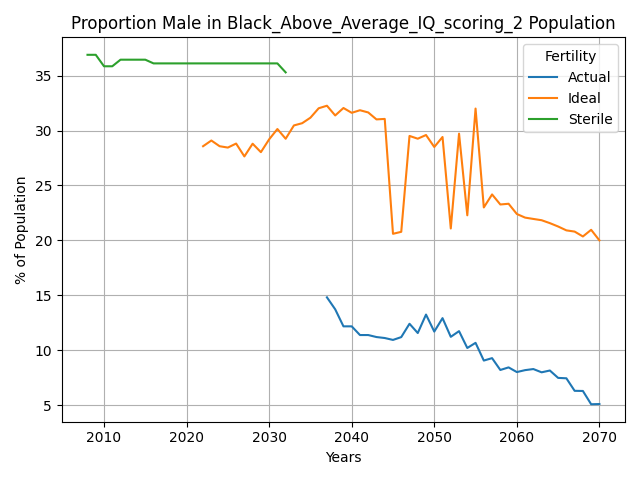 Proportion Male in Black_Above_Average_IQ_scoring_2 Population
Fertility
Actual
Ideal
Sterile
% of Population
35
30
25
20
15
10
5
2010
2020
2030
2040
2050
2060
2070
Years